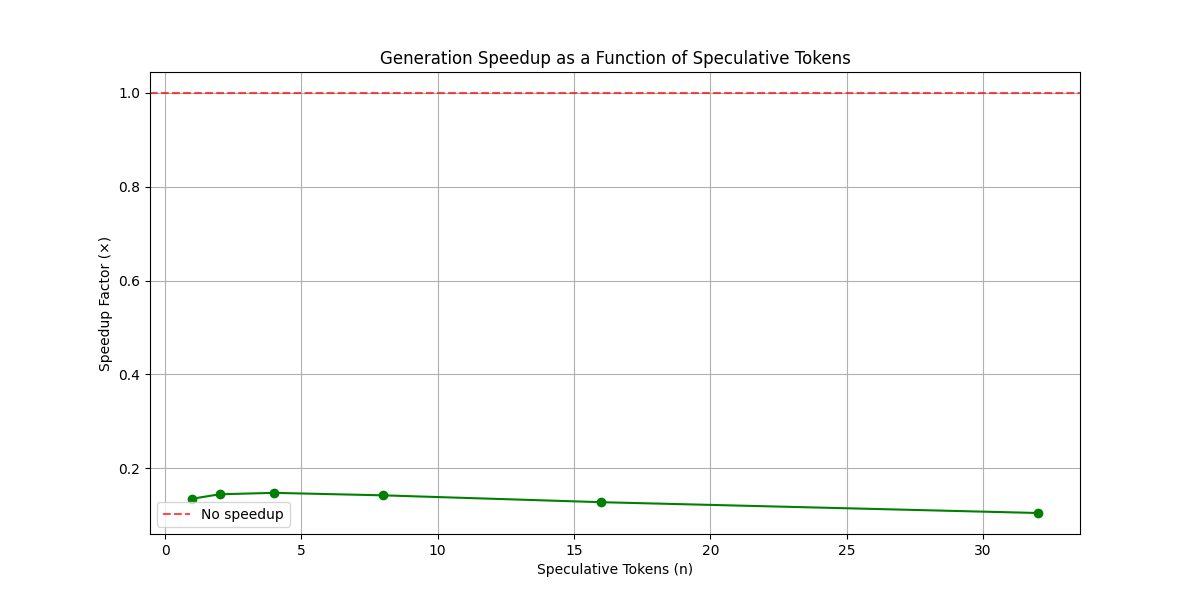 Generation Speedup as a Function of Speculative Tokens
Speedup Factor (×)
1.0
0.8
0.6
0.4
0.2
No speedup
0 5 10 15 20 25 30
Speculative Tokens (n)